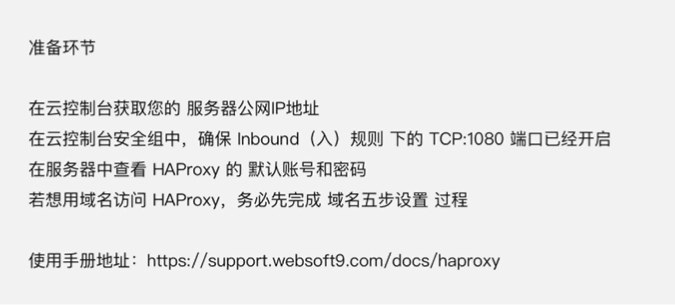 准备环节
在云控制台获取您的 服务器公网IP地址
在云控制台安全组中，确保 Inbound（入）规则 下的 TCP:1080 端口已经开启
在服务器中查看 HAProxy 的 默认账号和密码
若想用域名访问 HAProxy，务必先完成 域名五步设置 过程
使用手册地址：https://support.websoft9.com/docs/haproxy